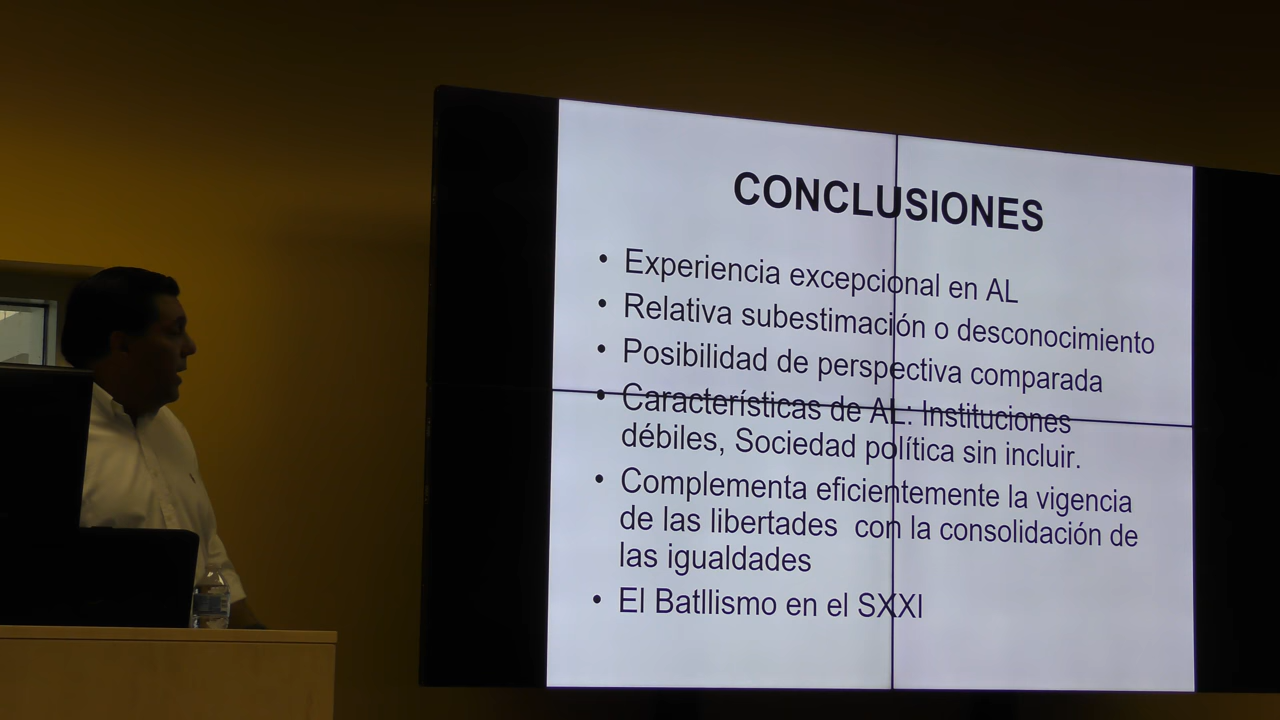 CONCLUSIONES
• Experiencia excepcional en AL
• Relativa subestimación o desconocimiento
• Posibilidad de perspectiva comparada
• Características de AL: Instituciones
débiles, Sociedad política sin incluir.
• Complementa eficientemente la vigencia
de las libertades con la consolidación de
las igualdades
• El Batllismo en el SXXI